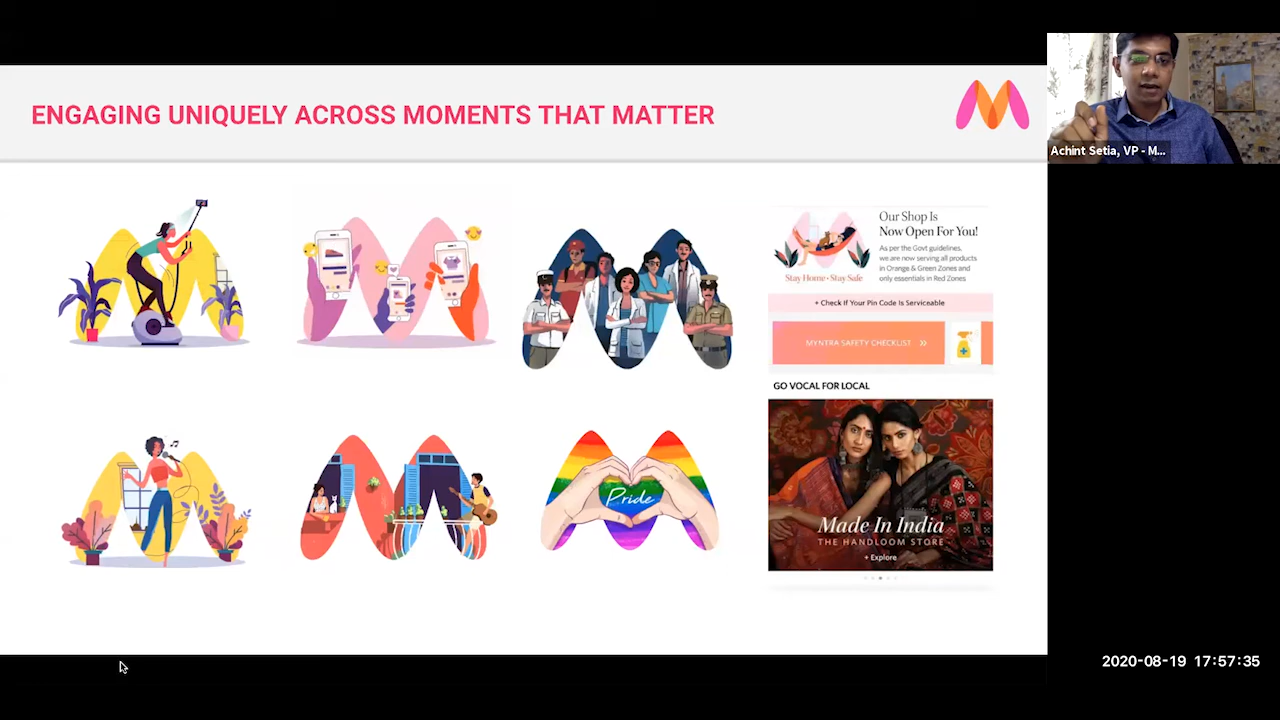 ENGAGING UNIQUELY ACROSS MOMENTS THAT MATTER
Achint Setia, VP - M...
Our Shop Is
Now Open For You!
As per the Govt guidelines,
we are now serving all products
in Orange & Green Zones and
only essentials in Red Zones.
Stay Home • Stay Safe
+ Check If Your Pin Code Is Serviceable
MYNTRA SAFETY CHECKLIST »
GO VOCAL FOR LOCAL
Made In India
THE HANDLOOM STORE
+ Explore
Pride
2020-08-19 17:57:35